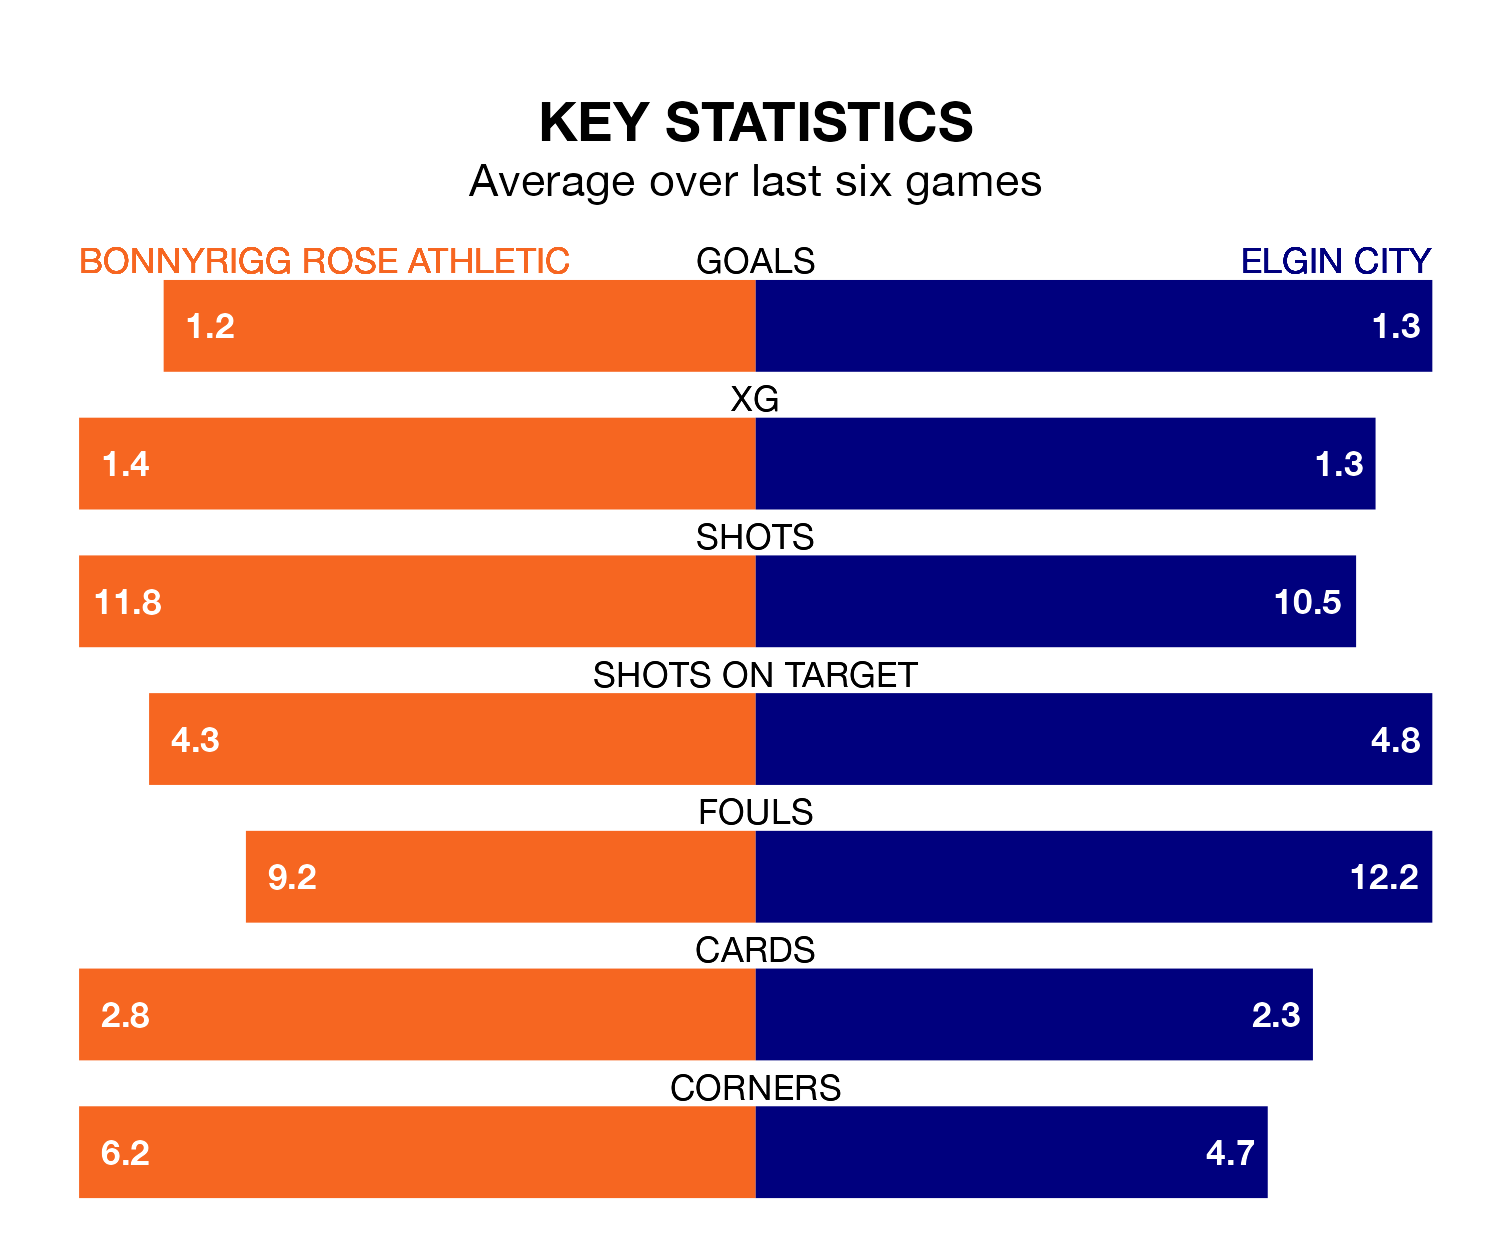 KEY STATISTICS
Average over last six games
BONNYRIGG ROSE ATHLETIC GOALS ELGIN CITY
1.2 1.3
XG
1.4 1.3
SHOTS
11.8 10.5
SHOTS ON TARGET
4.3 4.8
FOULS
9.2 12.2
CARDS
2.8 2.3
CORNERS
6.2 4.7